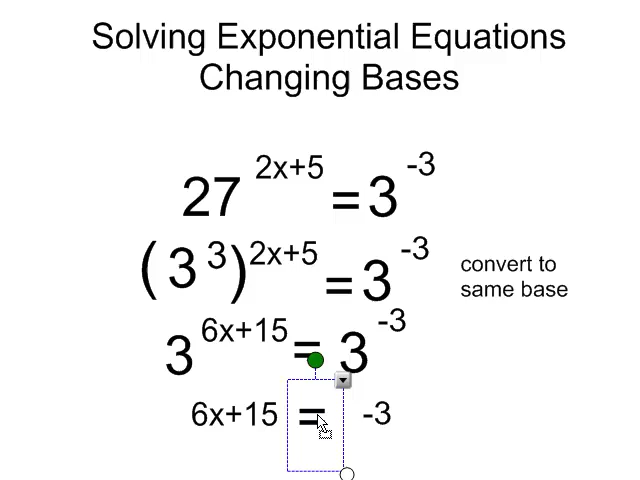 Solving Exponential Equations
Changing Bases
27^(2x+5) = 3^(-3)
(3^3)^(2x+5) = 3^(-3)
convert to
same base
3^(6x+15) = 3^(-3)
6x+15 = -3